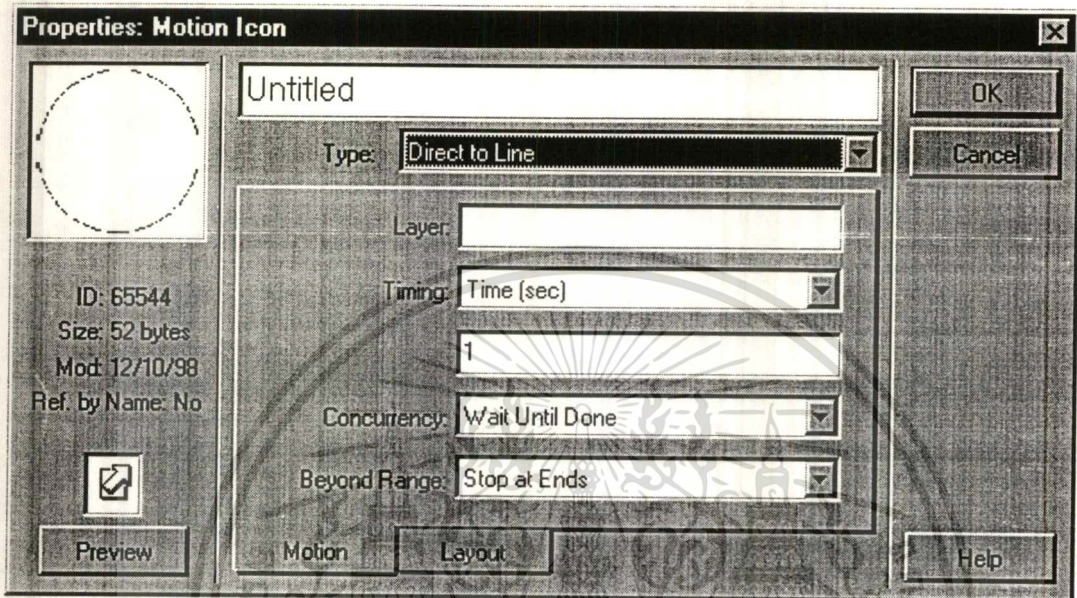 Properties: Motion Icon
Untitled
OK
Type: Direct to Line
Cancel
Layer:
ID: 65544
Timing: Time (sec)
Size: 52 bytes
1
Mod: 12/10/98
Ref. by Name: No
Concurrency: Wait Until Done
Beyond Range: Stop at Ends
Preview
Motion
Layout
Help